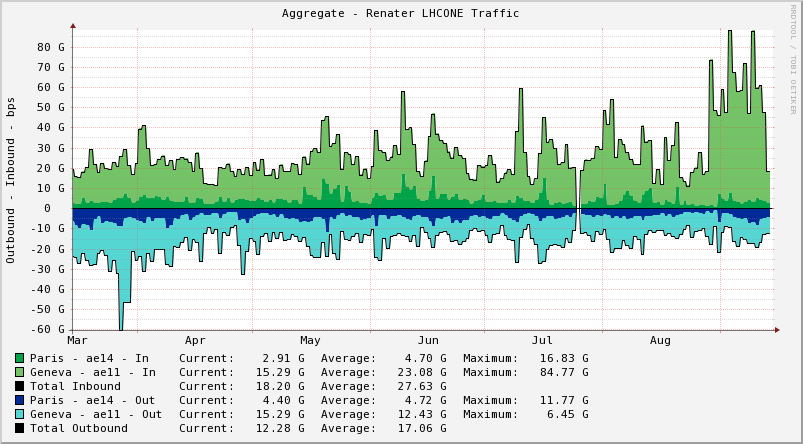 Aggregate - Renater LHCONE Traffic
RRDTOOL / TOBI OETIKER
Outbound - Inbound - bps
80 G
70 G
60 G
50 G
40 G
30 G
20 G
10 G
0
-10 G
-20 G
-30 G
-40 G
-50 G
-60 G
Mar Apr May Jun Jul Aug
Paris - ae14 - In Current: 2.91 G Average: 4.70 G Maximum: 16.83 G
Geneva - ae11 - In Current: 15.29 G Average: 23.08 G Maximum: 84.77 G
Total Inbound Current: 18.20 G Average: 27.63 G
Paris - ae14 - Out Current: 4.40 G Average: 4.72 G Maximum: 11.77 G
Geneva - ae11 - Out Current: 15.29 G Average: 12.43 G Maximum: 6.45 G
Total Outbound Current: 12.28 G Average: 17.06 G